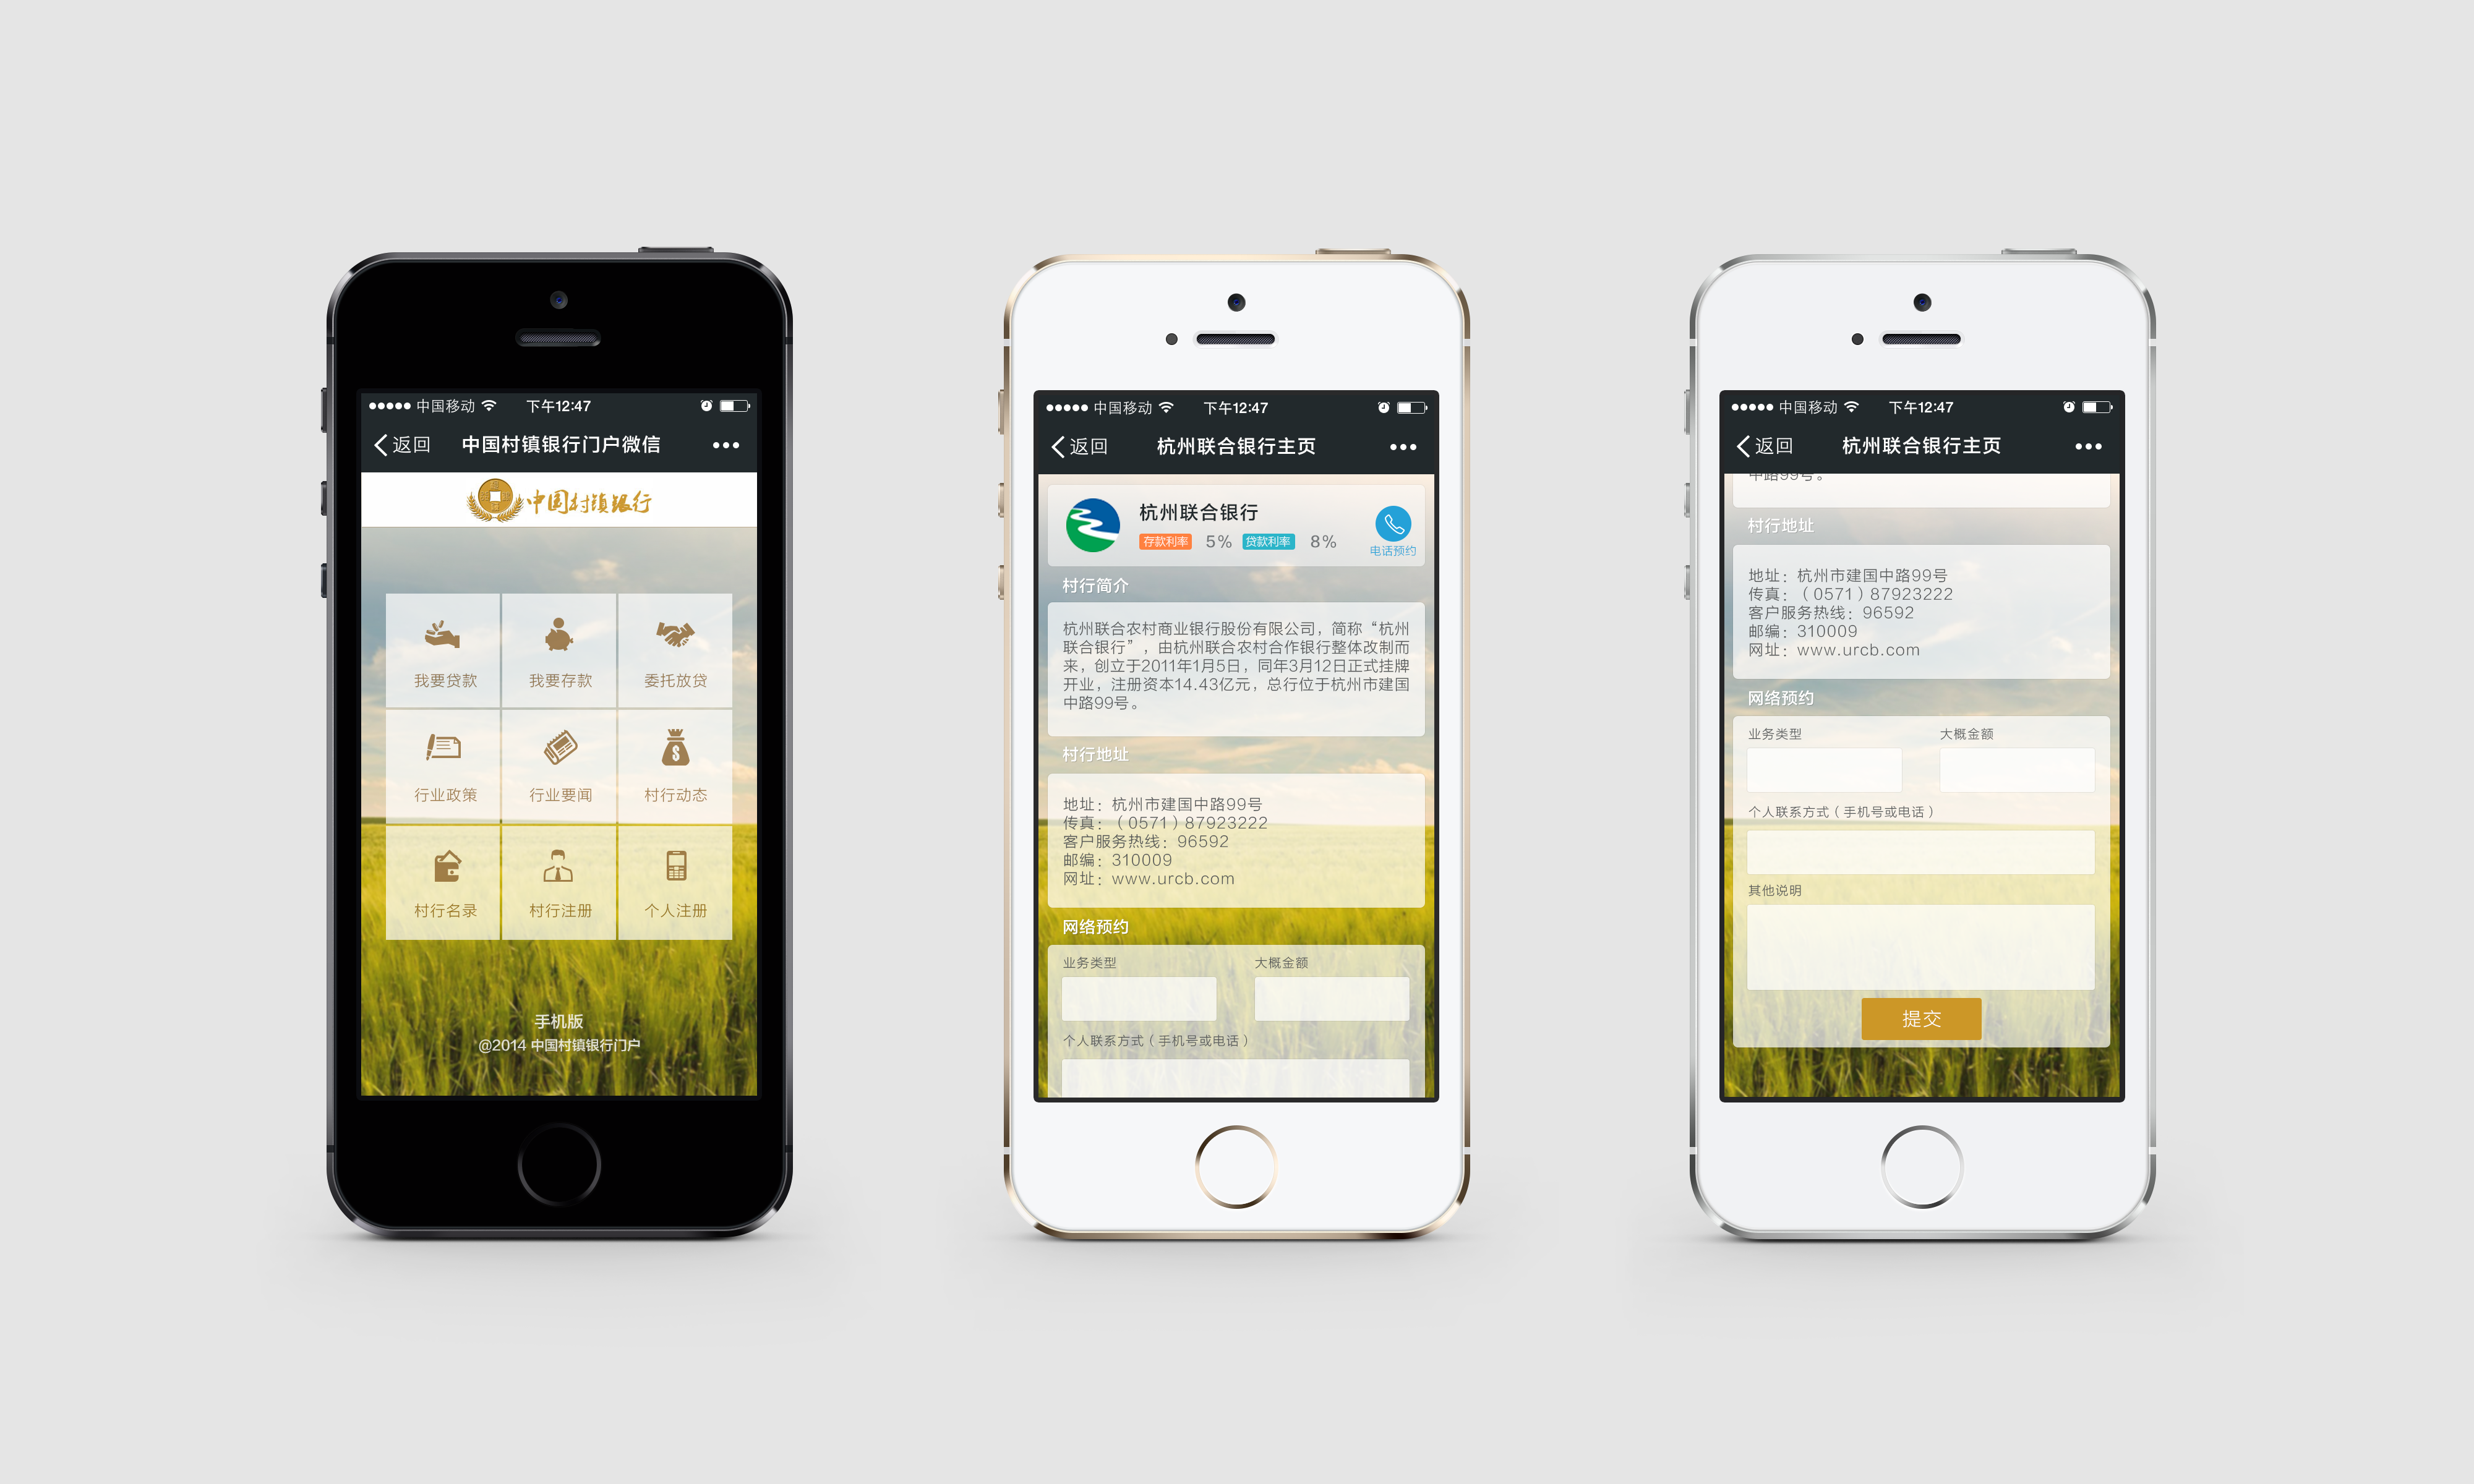 中国移动 下午12:47
返回 中国村镇银行门户微信
中国村镇银行
我要贷款 我要存款 委托放贷
行业政策 行业要闻 村行动态
村行名录 村行注册 个人注册
手机版
@2014 中国村镇银行门户
中国移动 下午12:47
返回 杭州联合银行主页
杭州联合银行
存款利率 5% 贷款利率 8%
电话预约
村行简介
杭州联合农村商业银行股份有限公司，简称“杭州
联合银行”，由杭州联合农村合作银行整体改制而
来，创立于2011年1月5日，同年3月12日正式挂牌
开业，注册资本14.43亿元，总行位于杭州市建国
中路99号。
村行地址
地址：杭州市建国中路99号
传真：（0571）87923222
客户服务热线：96592
邮编：310009
网址：www.urcb.com
网络预约
业务类型 大概金额
个人联系方式（手机号或电话）
中国移动 下午12:47
返回 杭州联合银行主页
中路99号。
村行地址
地址：杭州市建国中路99号
传真：（0571）87923222
客户服务热线：96592
邮编：310009
网址：www.urcb.com
网络预约
业务类型 大概金额
个人联系方式（手机号或电话）
其他说明
提交